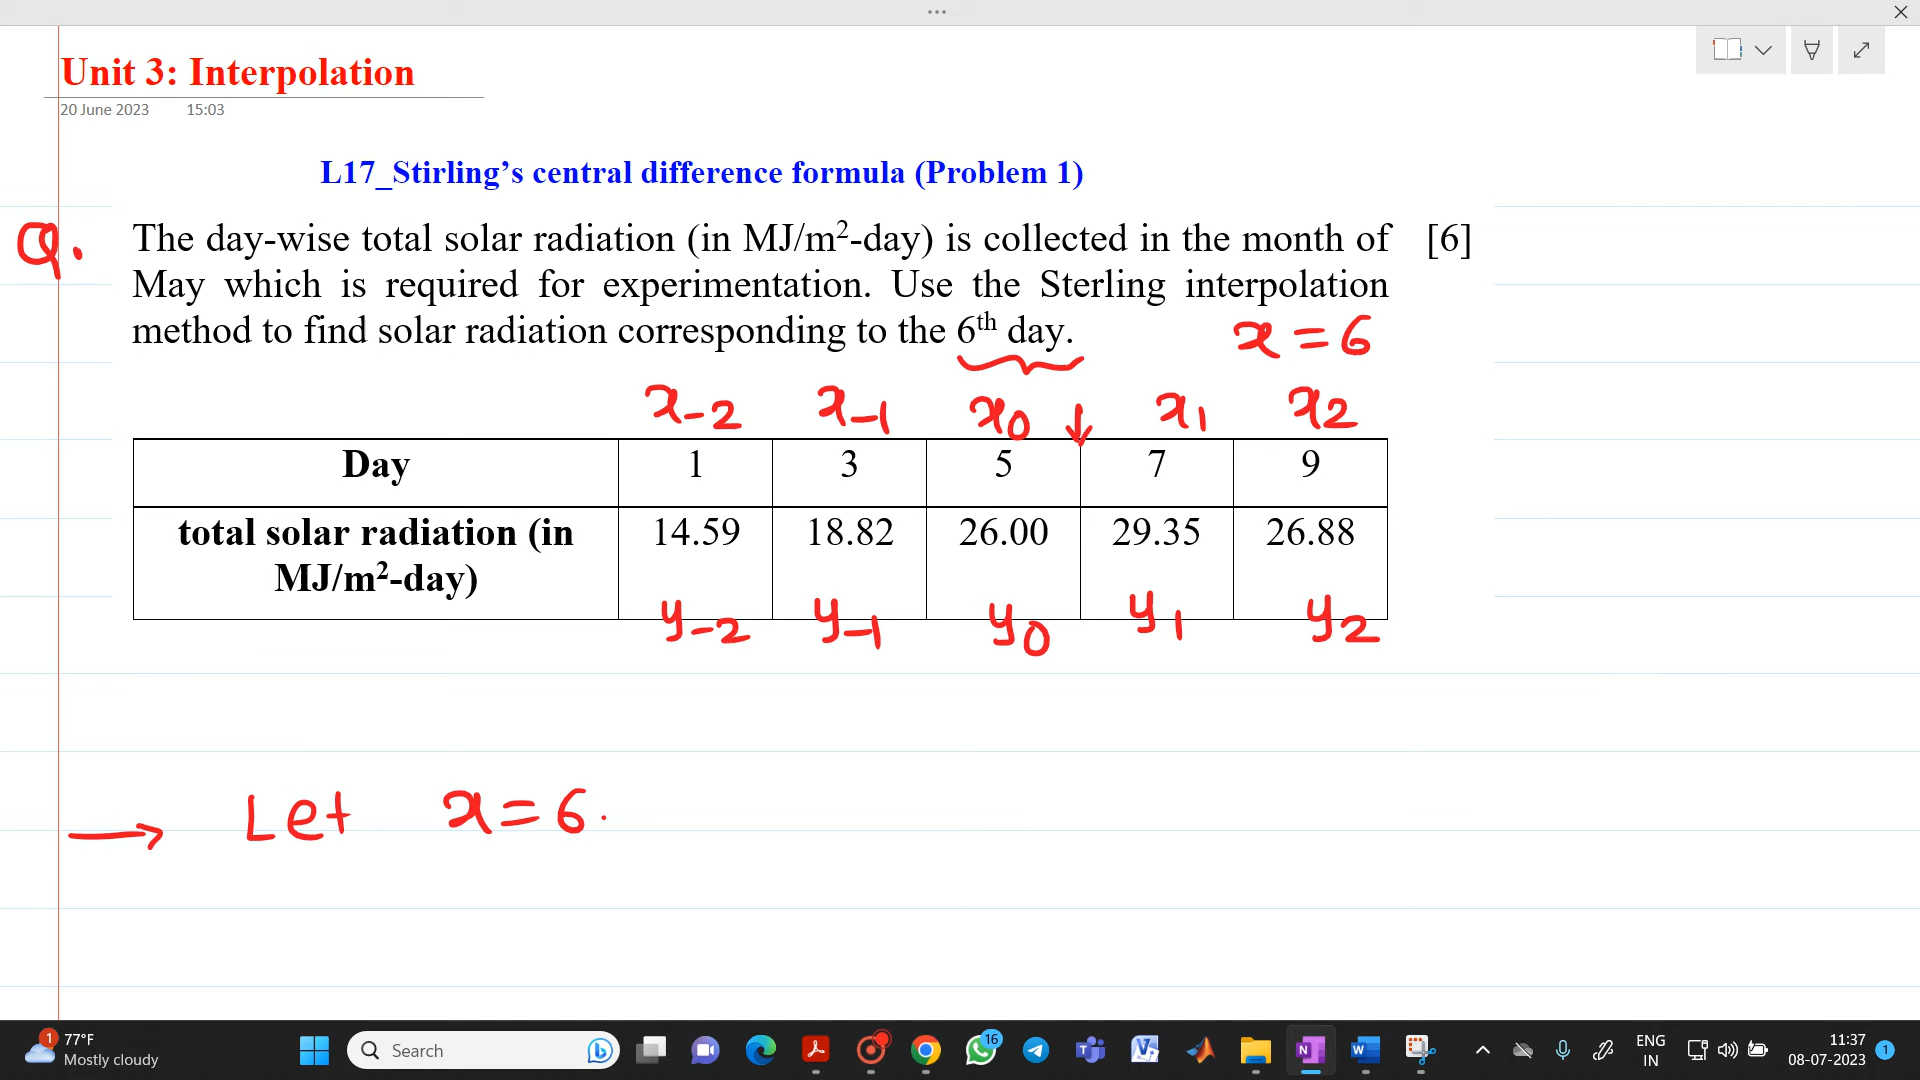 Unit 3: Interpolation
20 June 2023 15:03
L17_Stirling’s central difference formula (Problem 1)
Q. The day-wise total solar radiation (in MJ/m²-day) is collected in the month of [6]
May which is required for experimentation. Use the Sterling interpolation
method to find solar radiation corresponding to the 6th day. x = 6
x-2 x-1 x0 ↓ x1 x2
Day 1 3 5 7 9
total solar radiation (in 14.59 18.82 26.00 29.35 26.88
MJ/m²-day)
y-2 y-1 y0 y1 y2
→ Let x = 6.
1 77°F
Mostly cloudy
Search
16
ENG
IN
11:37
08-07-2023 1